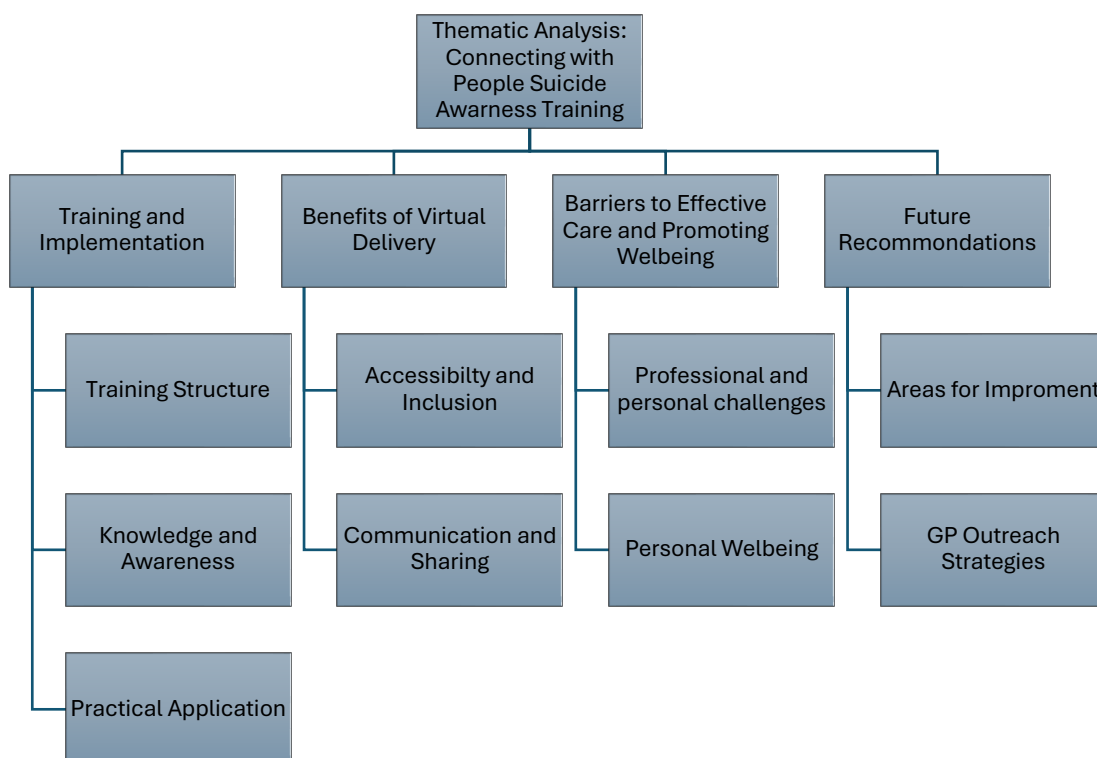 Thematic Analysis:
Connecting with
People Suicide
Awarness Training
Training and
Implementation
Benefits of Virtual
Delivery
Barriers to Effective
Care and Promoting
Welbeing
Future
Recommondations
Training Structure
Accessibilty and
Inclusion
Professional and
personal challenges
Areas for Improment
Knowledge and
Awareness
Communication and
Sharing
Personal Welbeing
GP Outreach
Strategies
Practical Application